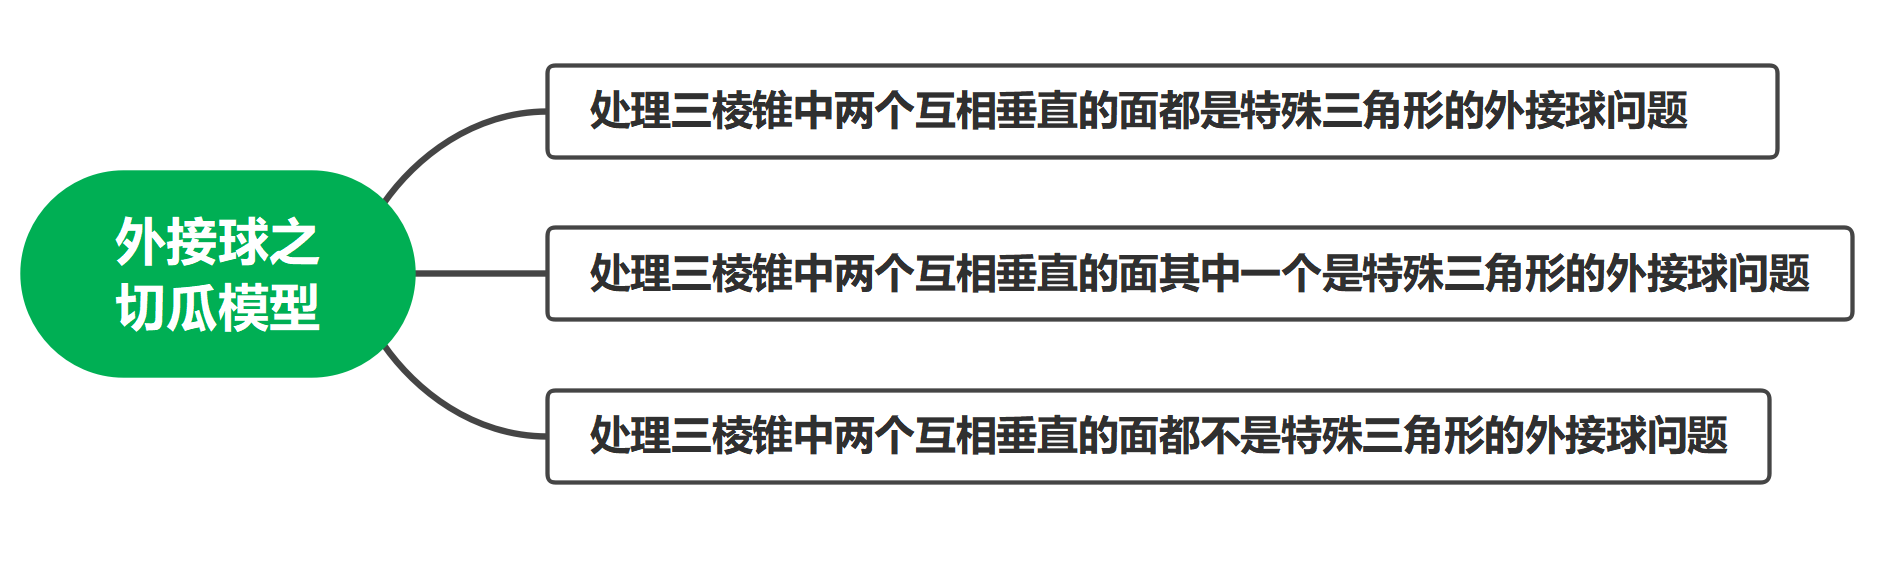 外接球之
切瓜模型
处理三棱锥中两个互相垂直的面都是特殊三角形的外接球问题
处理三棱锥中两个互相垂直的面其中一个是特殊三角形的外接球问题
处理三棱锥中两个互相垂直的面都不是特殊三角形的外接球问题